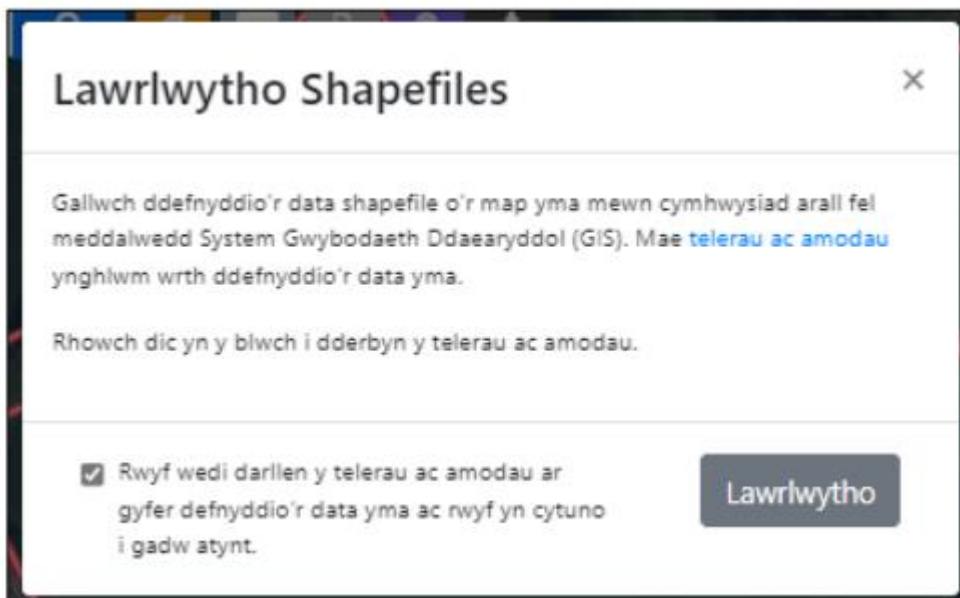 Lawrlwytho Shapefiles
×
Gallwch ddefnyddio'r data shapefile o'r map yma mewn cymhwysiad arall fel
meddalwedd System Gwybodaeth Ddaearyddol (GIS). Mae telerau ac amodau
ynghlwm wrth ddefnyddio'r data yma.
Rhowch dic yn y blwch i dderbyn y telerau ac amodau.
Rwyf wedi darllen y telerau ac amodau ar
gyfer defnyddio'r data yma ac rwyf yn cytuno
i gadw atynt.
Lawrlwytho